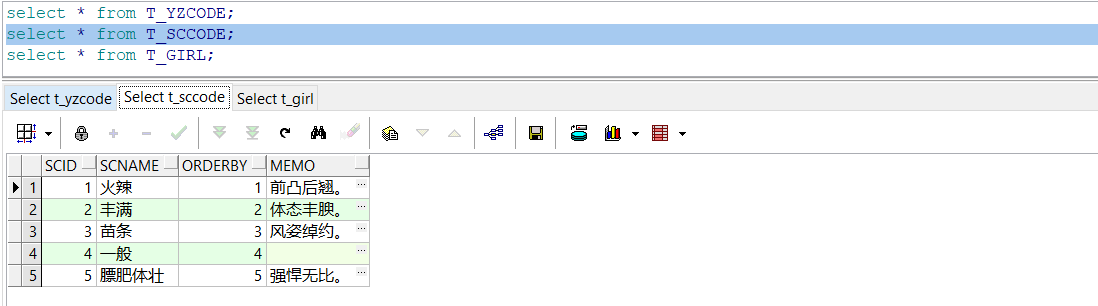 select * from T_YZCODE;
select * from T_SCCODE;
select * from T_GIRL;
Select t_yzcode Select t_sccode Select t_girl
SCID SCNAME ORDERBY MEMO
1 1 火辣 1 前凸后翘。 ...
2 2 丰满 2 体态丰腴。 ...
3 3 苗条 3 风姿绰约。 ...
4 4 一般 4 ...
5 5 膘肥体壮 5 强悍无比。 ...